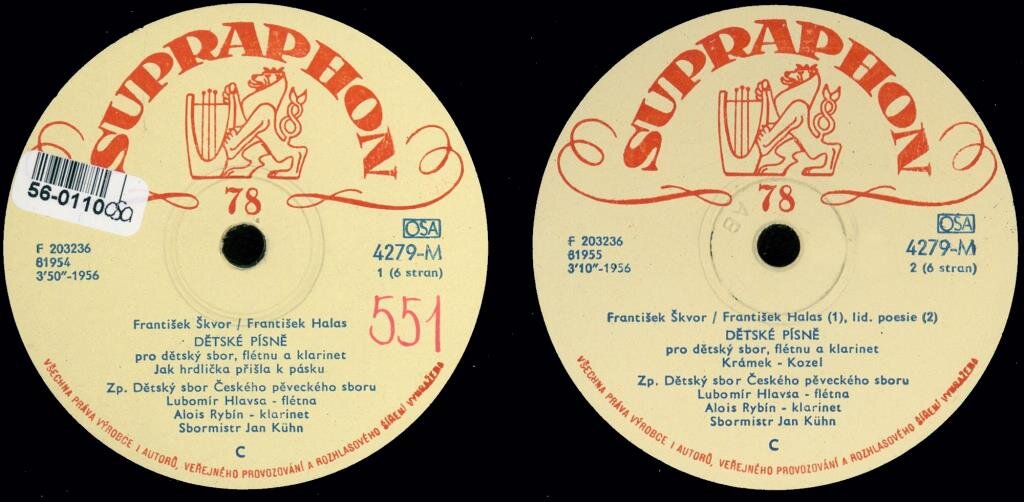 SUPRAPHON
78
56-0110
osa
F 203236
81954
3'50"-1956
OSA
4279-M
1 (6 stran)
551
František Škvor / František Halas
DĚTSKÉ PÍSNĚ
pro dětský sbor, flétnu a klarinet
Jak hrdlička přišla k pásku
Zp. Dětský sbor Českého pěveckého sboru
Lubomír Hlavsa - flétna
Alois Rybín - klarinet
Sbormistr Jan Kühn
C
VŠECHNA PRÁVA VÝROBCE I AUTORŮ, VEŘEJNÉHO PROVOZOVÁNÍ A ROZHLASOVÉHO ŠÍŘENÍ VYHRAŽENA
SUPRAPHON
78
F 203236
81955
3'10"-1956
OSA
4279-M
2 (6 stran)
František Škvor / František Halas (1), lid. poesie (2)
DĚTSKÉ PÍSNĚ
pro dětský sbor, flétnu a klarinet
Krámek - Kozel
Zp. Dětský sbor Českého pěveckého sboru
Lubomír Hlavsa - flétna
Alois Rybín - klarinet
Sbormistr Jan Kühn
C
VŠECHNA PRÁVA VÝROBCE I AUTORŮ, VEŘEJNÉHO PROVOZOVÁNÍ A ROZHLASOVÉHO ŠÍŘENÍ VYHRAŽENA